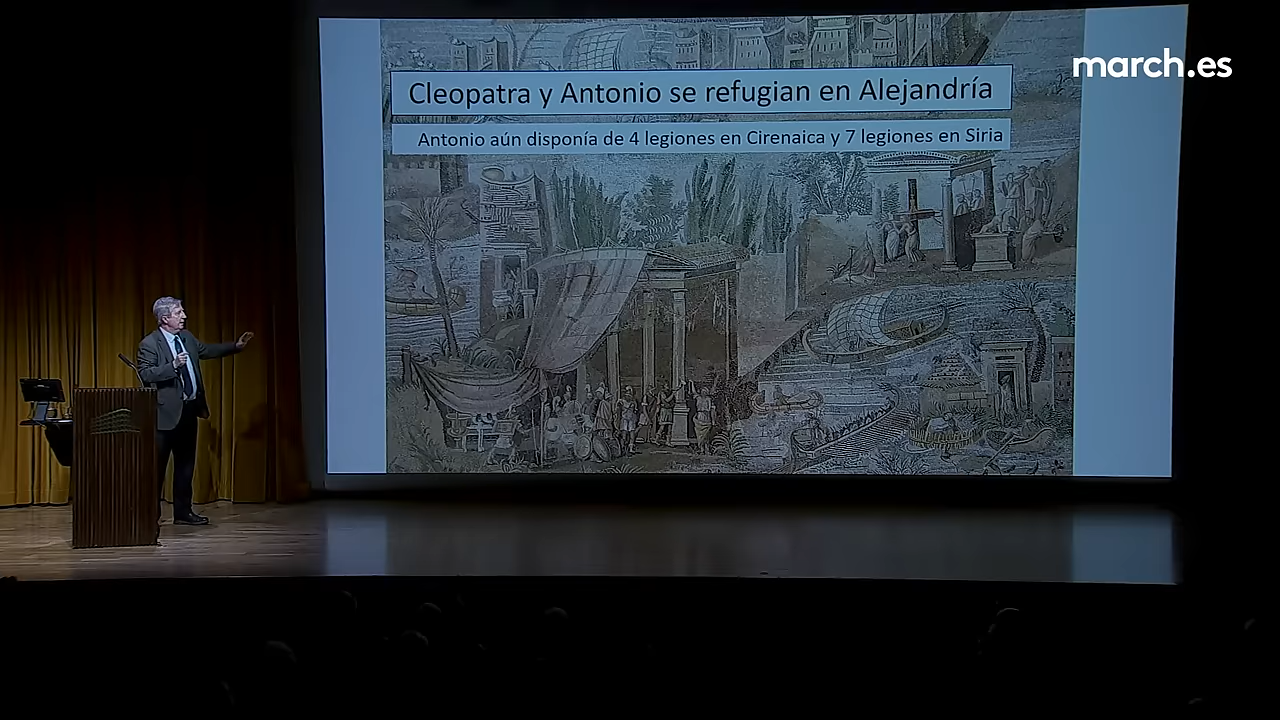 march.es
Cleopatra y Antonio se refugian en Alejandría
Antonio aún disponía de 4 legiones en Cirenaica y 7 legiones en Siria